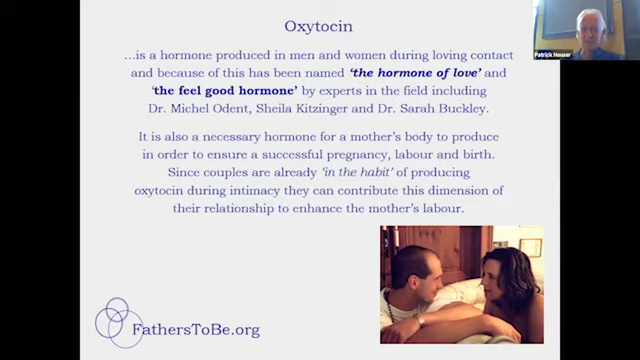 Oxytocin
...is a hormone produced in men and women during loving contact
and because of this has been named ‘the hormone of love’ and
‘the feel good hormone’ by experts in the field including
Dr. Michel Odent, Sheila Kitzinger and Dr. Sarah Buckley.
It is also a necessary hormone for a mother’s body to produce
in order to ensure a successful pregnancy, labour and birth.
Since couples are already ‘in the habit’ of producing
oxytocin during intimacy they can contribute this dimension of
their relationship to enhance the mother’s labour.
FathersToBe.org
Patrick Houser